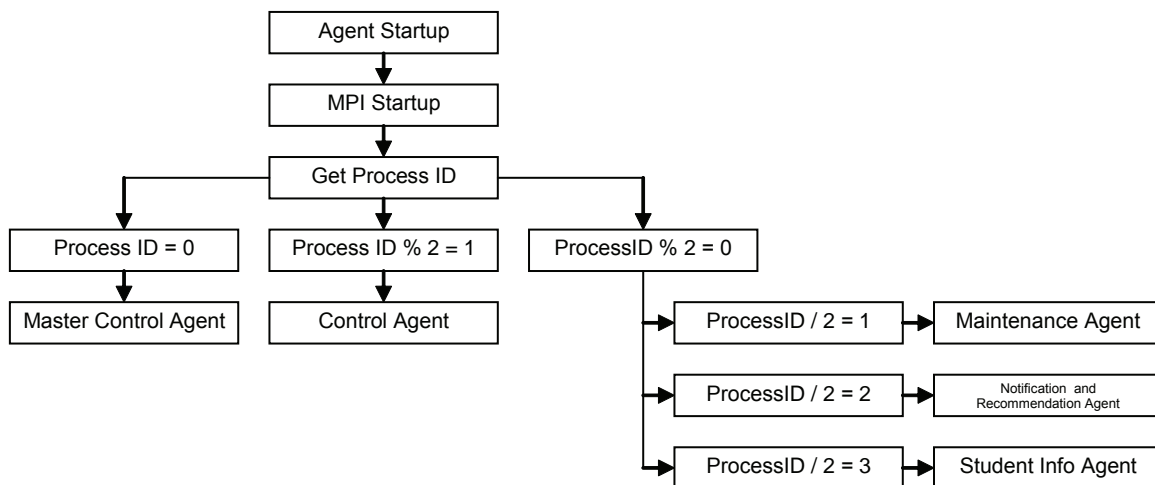 Agent Startup
MPI Startup
Get Process ID
Process ID = 0
Process ID % 2 = 1
ProcessID % 2 = 0
Master Control Agent
Control Agent
ProcessID / 2 = 1
Maintenance Agent
ProcessID / 2 = 2
Notification and
Recommendation Agent
ProcessID / 2 = 3
Student Info Agent